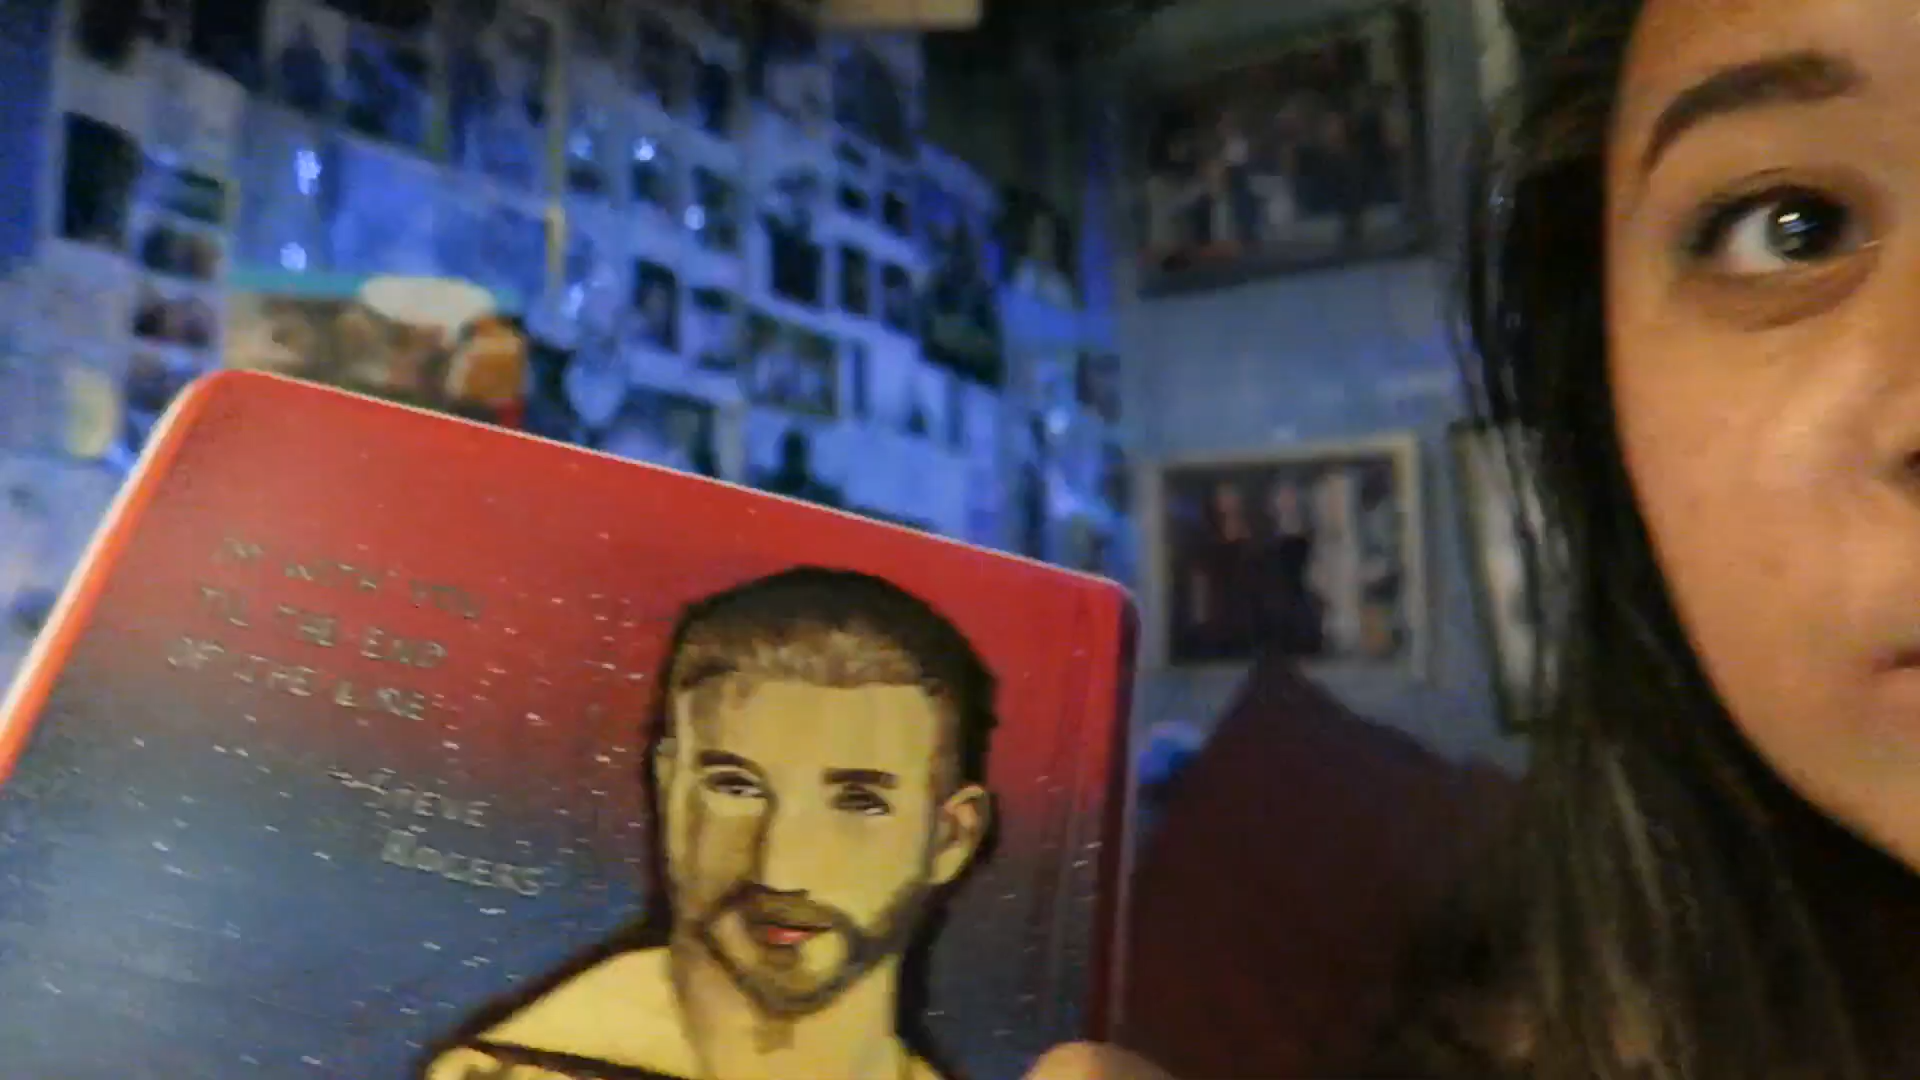 I'M WITH YOU
TIL THE END
OF THE LINE
-STEVE
ROGERS